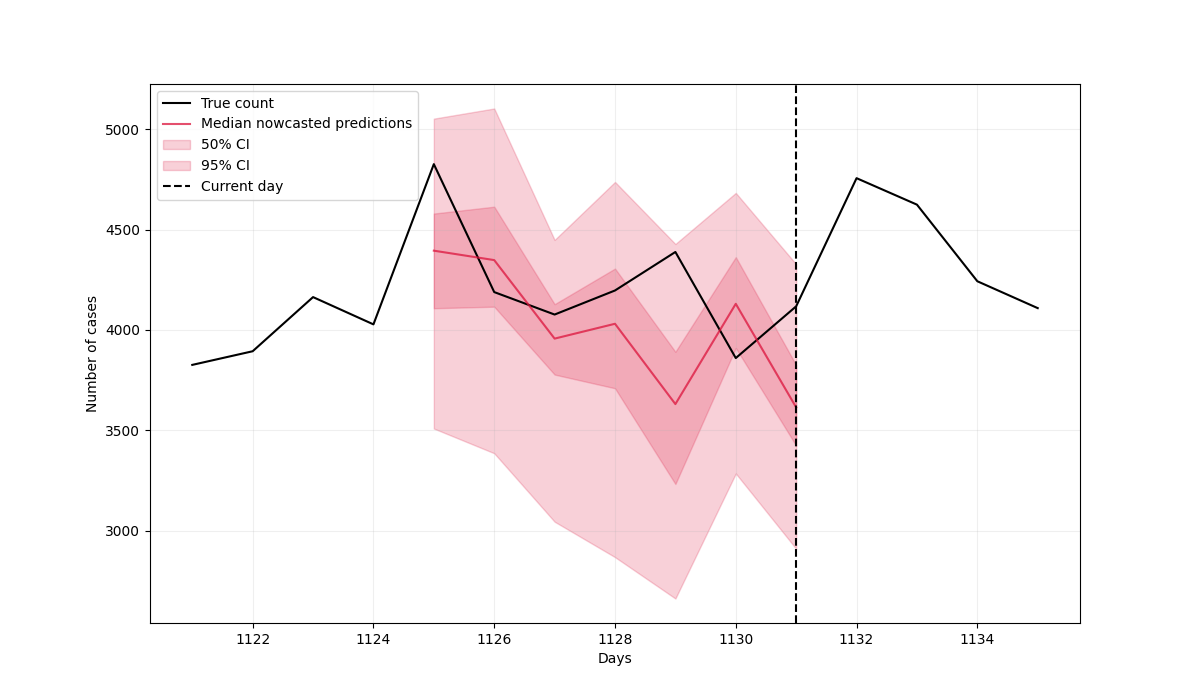 True count
Median nowcasted predictions
50% CI
95% CI
Current day
5000
4500
4000
3500
3000
Number of cases
1122 1124 1126 1128 1130 1132 1134
Days